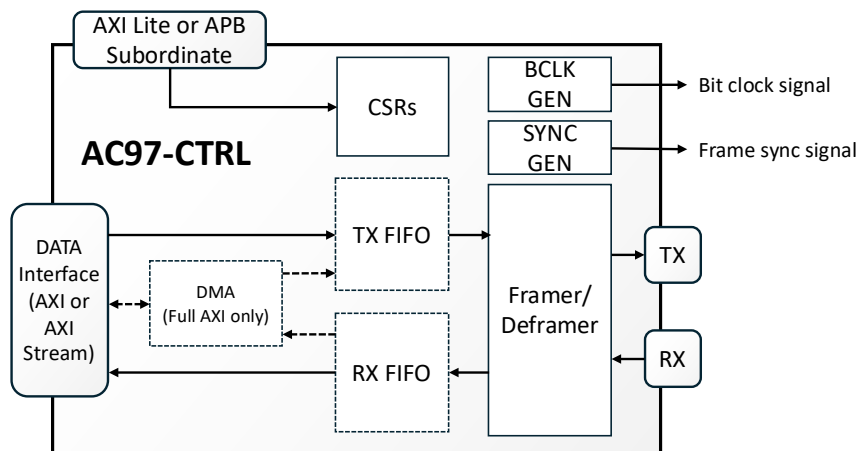 AXI Lite or APB
Subordinate
BCLK
GEN
Bit clock signal
CSRs
SYNC
GEN
Frame sync signal
AC97-CTRL
DATA
Interface
(AXI or
AXI
Stream)
TX FIFO
DMA
(Full AXI only)
RX FIFO
Framer/
Deframer
TX
RX